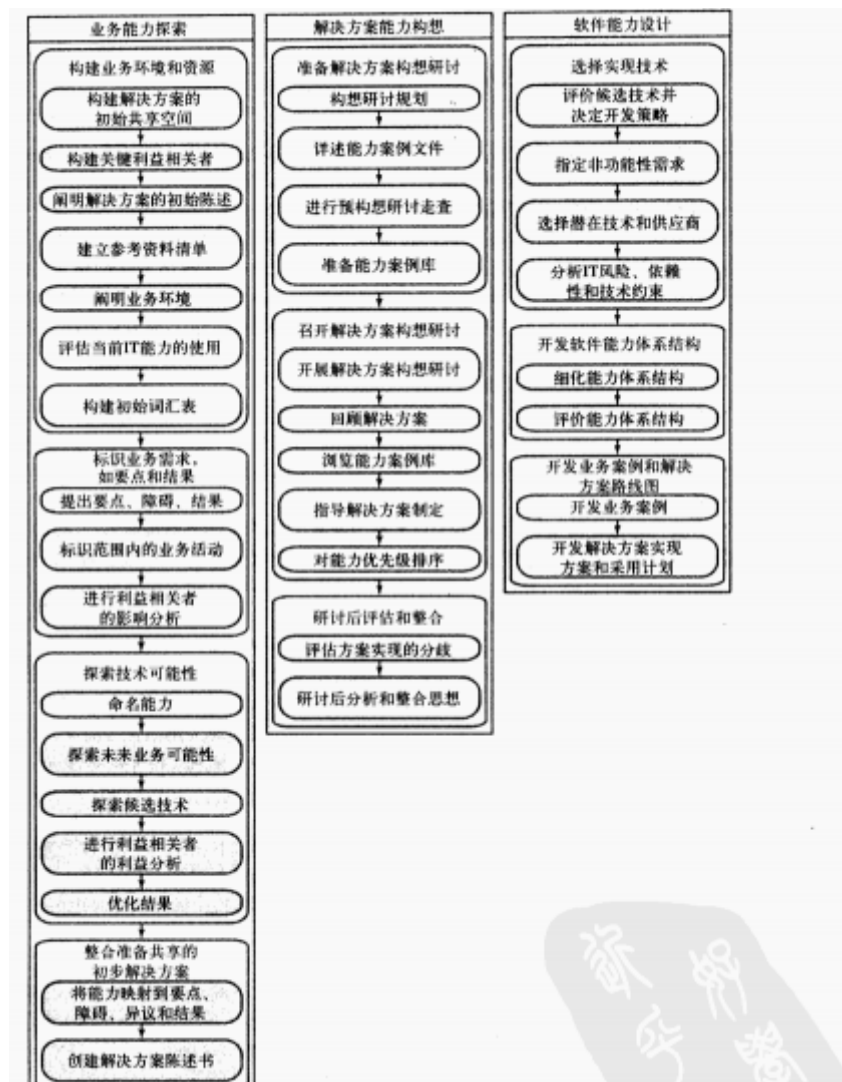 业务能力探索
构建业务环境和资源
构建解决方案的
初始共享空间
构建关键利益相关者
阐明解决方案的初始陈述
建立参考资料清单
阐明业务环境
评估当前IT能力的使用
构建初始词汇表
标识业务需求,
如要点和结果
提出要点、障碍、结果
标识范围内的业务活动
进行利益相关者
的影响分析
探索技术可能性
命名能力
探索未来业务可能性
探索候选技术
进行利益相关者
的利益分析
优化结果
整合准备共享的
初步解决方案
将能力映射到要点、
障碍、异议和结果
创建解决方案陈述书
解决方案能力构想
准备解决方案构想研讨
构想研讨规划
详述能力案例文件
进行预构想研讨走查
准备能力案例库
召开解决方案构想研讨
开展解决方案构想研讨
回顾解决方案
浏览能力案例库
指导解决方案制定
对能力优先级排序
研讨后评估和整合
评估方案实现的分歧
研讨后分析和整合思想
软件能力设计
选择实现技术
评价候选技术并
决定开发策略
指定非功能性需求
选择潜在技术和供应商
分析IT风险、依赖
性和技术约束
开发软件能力体系结构
细化能力体系结构
评价能力体系结构
开发业务案例和解决
方案路线图
开发业务案例
开发解决方案实现
方案和采用计划